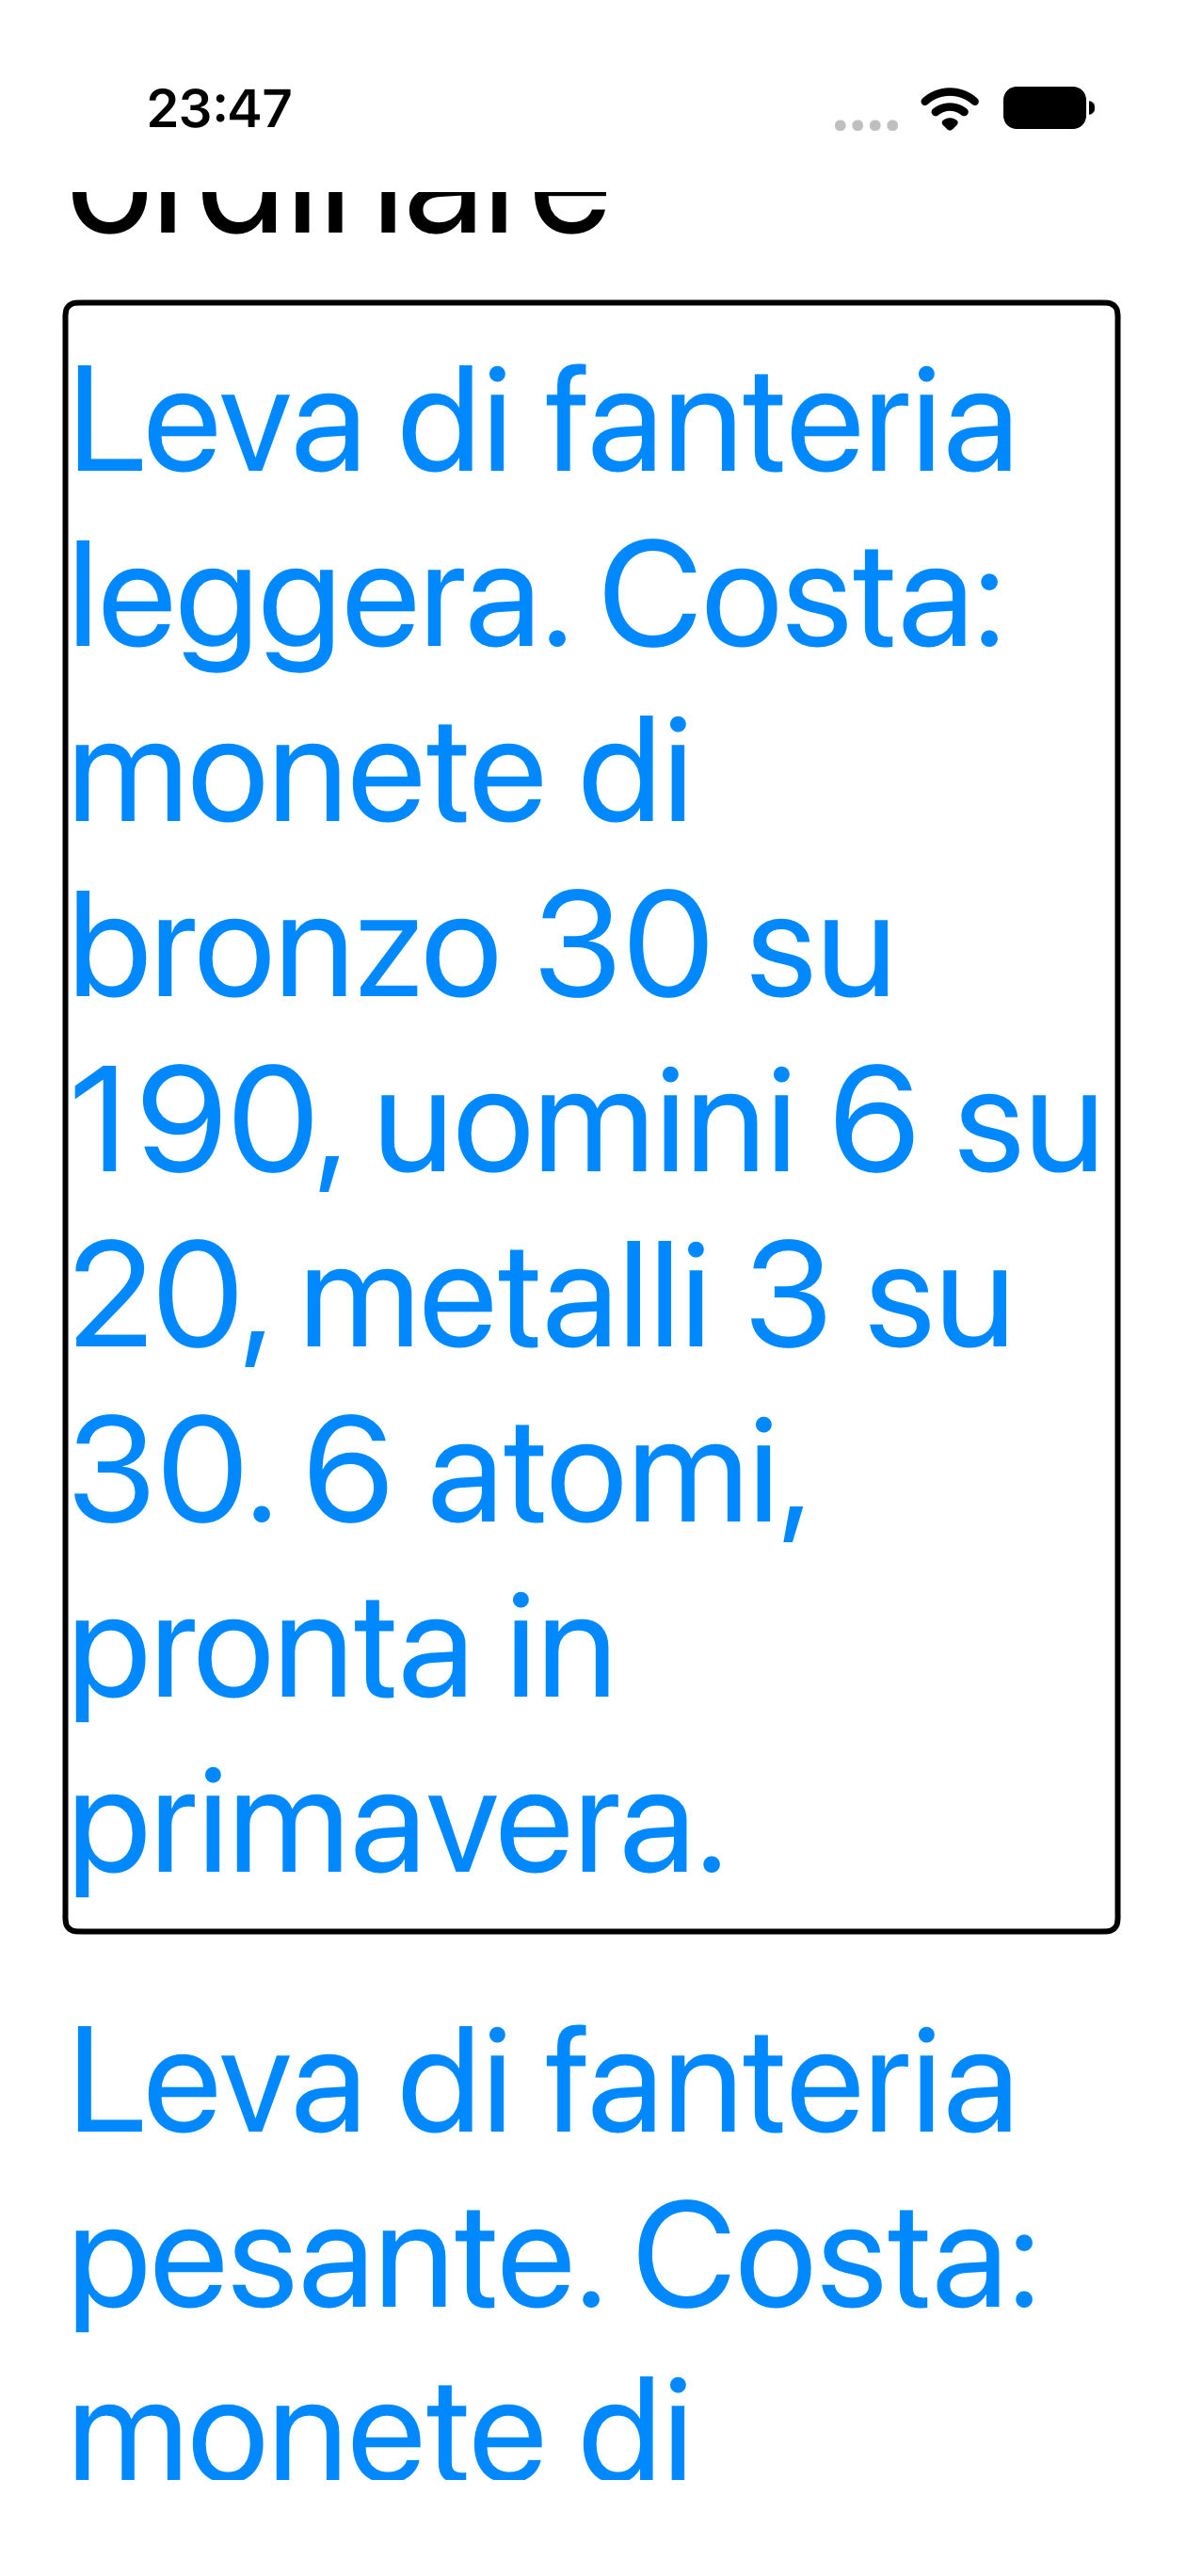 23:47
ordinare
Leva di fanteria
leggera. Costa:
monete di
bronzo 30 su
190, uomini 6 su
20, metalli 3 su
30. 6 atomi,
pronta in
primavera.
Leva di fanteria
pesante. Costa:
monete di